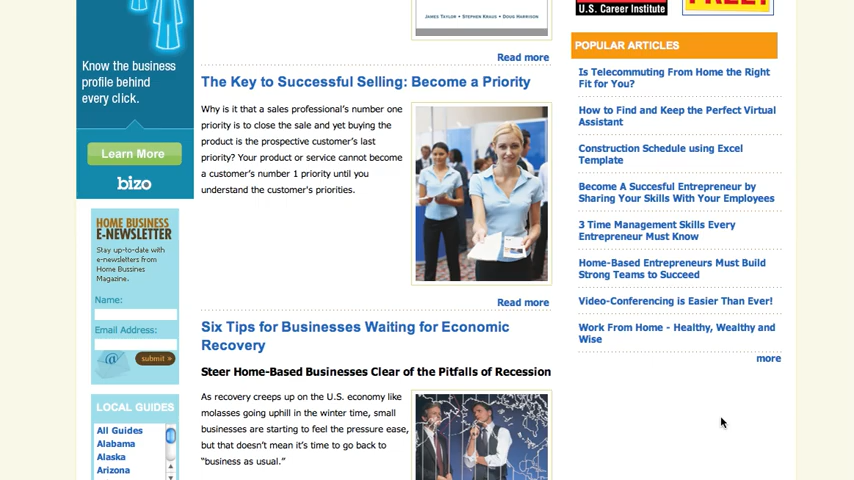 Know the business
profile behind
every click.
Learn More
bizo
HOME BUSINESS
E-NEWSLETTER
Stay up-to-date with
e-newsletters from
Home Bussines
Magazine.
Name:
Email Address:
@
submit »
LOCAL GUIDES
All Guides
Alabama
Alaska
Arizona
JAMES TAYLOR • STEPHEN KRAUS • DOUG HARRISON
Read more
The Key to Successful Selling: Become a Priority
Why is it that a sales professional's number one
priority is to close the sale and yet buying the
product is the prospective customer's last
priority? Your product or service cannot become
a customer's number 1 priority until you
understand the customer's priorities.
Read more
Six Tips for Businesses Waiting for Economic
Recovery
Steer Home-Based Businesses Clear of the Pitfalls of Recession
As recovery creeps up on the U.S. economy like
molasses going uphill in the winter time, small
businesses are starting to feel the pressure ease,
but that doesn't mean it's time to go back to
"business as usual."
U.S. Career Institute
FREE!
POPULAR ARTICLES
Is Telecommuting From Home the Right
Fit for You?
How to Find and Keep the Perfect Virtual
Assistant
Construction Schedule using Excel
Template
Become A Succesful Entrepreneur by
Sharing Your Skills With Your Employees
3 Time Management Skills Every
Entrepreneur Must Know
Home-Based Entrepreneurs Must Build
Strong Teams to Succeed
Video-Conferencing is Easier Than Ever!
Work From Home - Healthy, Wealthy and
Wise
more